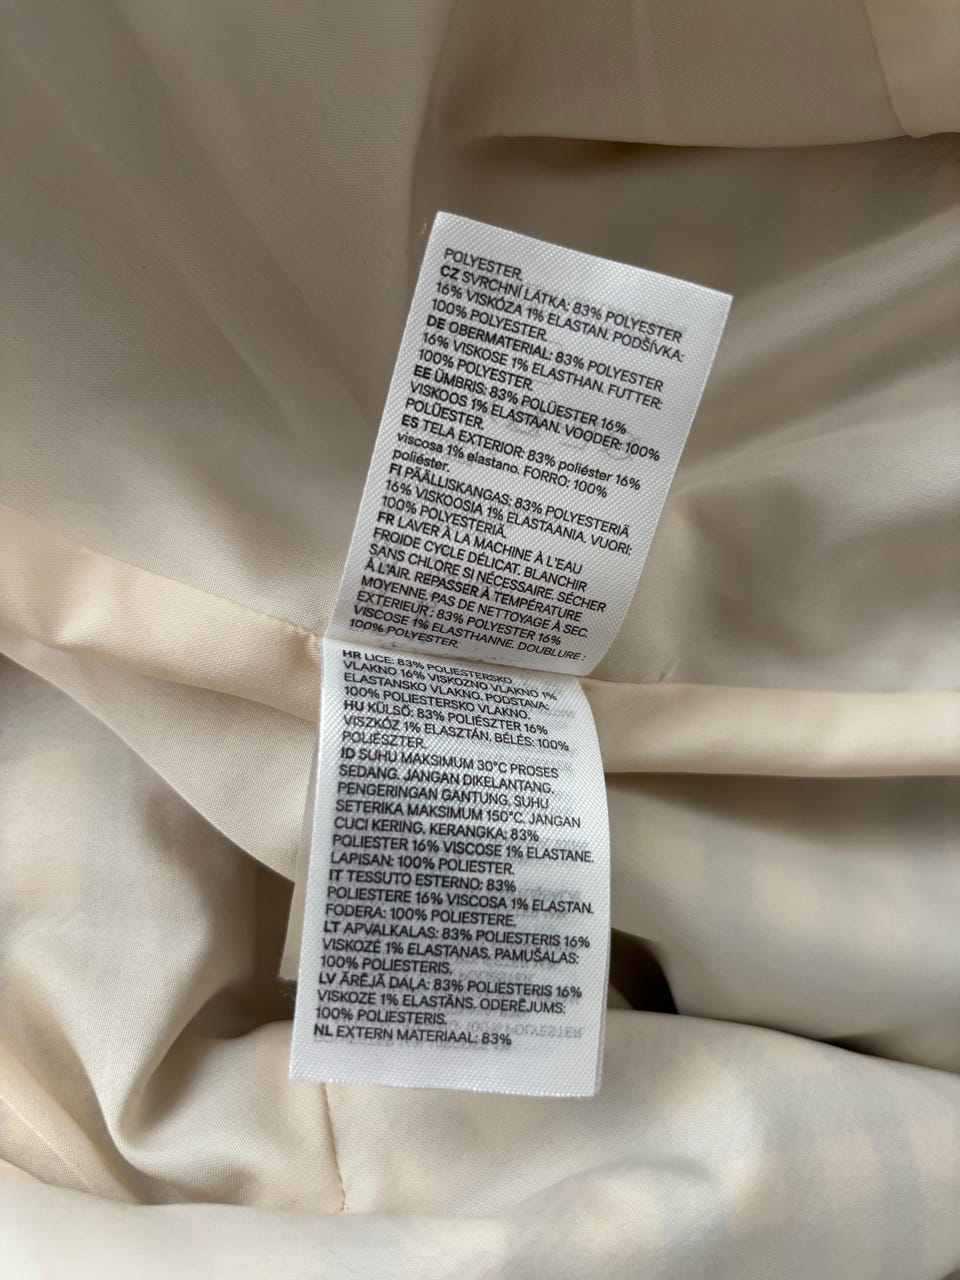 POLYESTER.
CZ SVRCHNÍ LÁTKA: 83% POLYESTER
16% VISKÓZA 1% ELASTAN. PODŠÍVKA:
100% POLYESTER.
DE OBERMATERIAL: 83% POLYESTER
16% VISKOSE 1% ELASTHAN. FUTTER:
100% POLYESTER.
EE ÜMBRIS: 83% POLÜESTER 16%
VISKOOS 1% ELASTAAN. VOODER: 100%
POLÜESTER.
ES TELA EXTERIOR: 83% poliéster 16%
viscosa 1% elastano. FORRO: 100%
poliéster.
FI PÄÄLLISKANGAS: 83% POLYESTERIÄ
16% VISKOOSIA 1% ELASTAANIA. VUORI:
100% POLYESTERIÄ.
FR LAVER À LA MACHINE À L'EAU
FROIDE CYCLE DÉLICAT. BLANCHIR
SANS CHLORE SI NÉCESSAIRE. SÉCHER
À L'AIR. REPASSER À TEMPÉRATURE
MOYENNE. PAS DE NETTOYAGE À SEC.
EXTERIEUR : 83% POLYESTER 16%
VISCOSE 1% ELASTHANNE. DOUBLURE :
100% POLYESTER.
HR LICE: 83% POLIESTERSKO
VLAKNO 16% VISKOZNO VLAKNO 1%
ELASTANSKO VLAKNO. PODSTAVA:
100% POLIESTERSKO VLAKNO.
HU KÜLSŐ: 83% POLIÉSZTER 16%
VISZKÓZ 1% ELASZTÁN. BÉLÉS: 100%
POLIÉSZTER.
ID SUHU MAKSIMUM 30°C PROSES
SEDANG. JANGAN DIKELANTANG.
PENGERINGAN GANTUNG. SUHU
SETERIKA MAKSIMUM 150°C. JANGAN
CUCI KERING. KERANGKA: 83%
POLIESTER 16% VISCOSE 1% ELASTANE.
LAPISAN: 100% POLIESTER.
IT TESSUTO ESTERNO: 83%
POLIESTERE 16% VISCOSA 1% ELASTAN.
FODERA: 100% POLIESTERE.
LT APVALKALAS: 83% POLIESTERIS 16%
VISKOZĖ 1% ELASTANAS. PAMUŠALAS:
100% POLIESTERIS.
LV ĀRĒJĀ DAĻA: 83% POLIESTERIS 16%
VISKOZE 1% ELASTĀNS. ODERĒJUMS:
100% POLIESTERIS.
NL EXTERN MATERIAAL: 83%